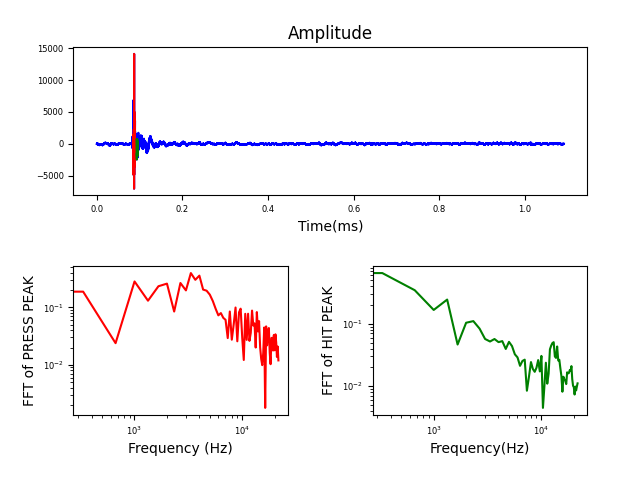 Amplitude
15000
10000
5000
0
−5000
0.0 0.2 0.4 0.6 0.8 1.0
Time(ms)
FFT of PRESS PEAK
10⁻¹
10⁻²
10³ 10⁴
Frequency (Hz)
FFT of HIT PEAK
10⁻¹
10⁻²
10³ 10⁴
Frequency(Hz)